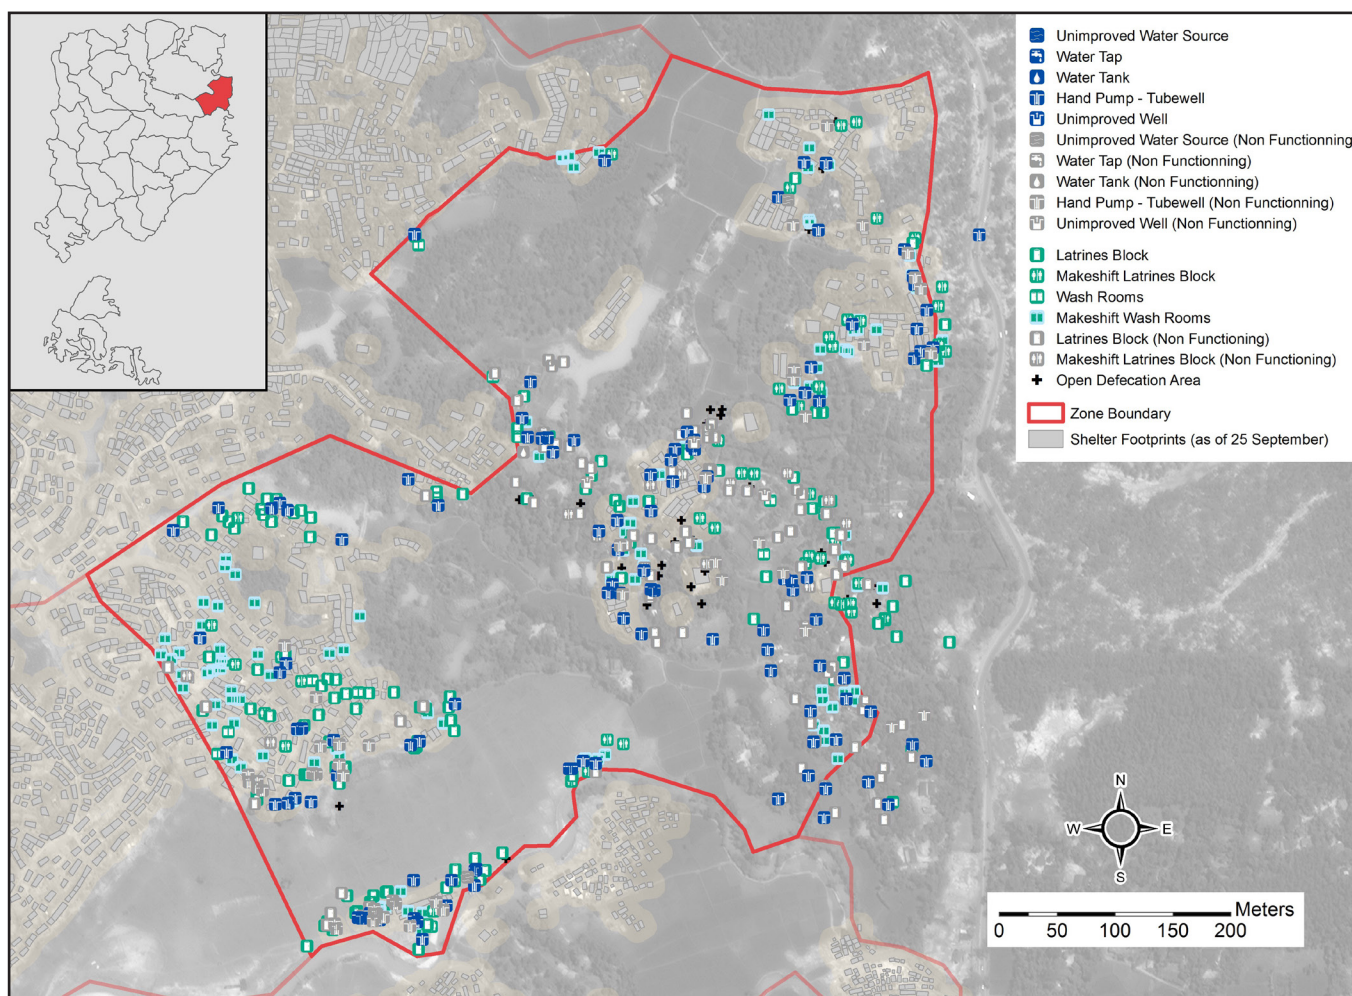 Unimproved Water Source
Water Tap
Water Tank
Hand Pump - Tubewell
Unimproved Well
Unimproved Water Source (Non Functionning)
Water Tap (Non Functionning)
Water Tank (Non Functionning)
Hand Pump - Tubewell (Non Functionning)
Unimproved Well (Non Functionning)
Latrines Block
Makeshift Latrines Block
Wash Rooms
Makeshift Wash Rooms
Latrines Block (Non Functioning)
Makeshift Latrines Block (Non Functioning)
Open Defecation Area
Zone Boundary
Shelter Footprints (as of 25 September)
N
W E
S
Meters
0 50 100 150 200